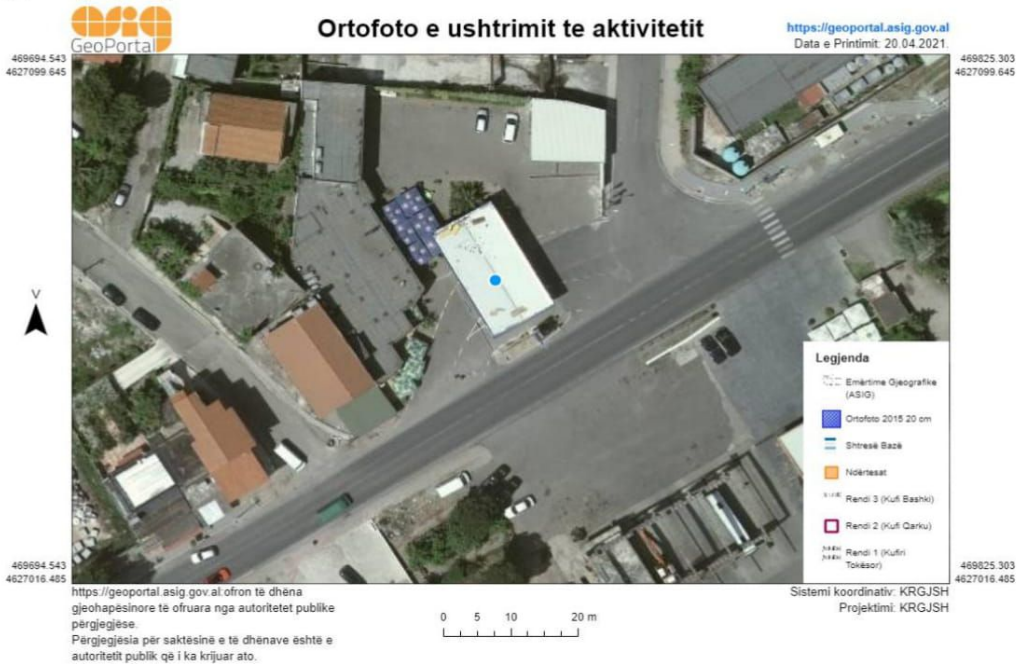 asig
GeoPortal
Ortofoto e ushtrimit te aktivitetit
https://geoportal.asig.gov.al
Data e Printimit: 20.04.2021.
469694.543
4627099.645
469825.303
4627099.645
V
Legjenda
Emërtime Gjeografike
(ASIG)
Ortofoto 2015 20 cm
Shtresë Bazë
Ndërtesat
Rendi 3 (Kufi Bashki)
Rendi 2 (Kufi Qarku)
Rendi 1 (Kufiri
Tokësor)
469694.543
4627016.485
469825.303
4627016.485
https://geoportal.asig.gov.al:ofron të dhëna
gjeohapësinore të ofruara nga autoritetet publike
përgjegjëse.
Përgjegjësia për saktësinë e të dhënave është e
autoritetit publik që i ka krijuar ato.
0 5 10 20 m
Sistemi koordinativ: KRGJSH
Projektimi: KRGJSH